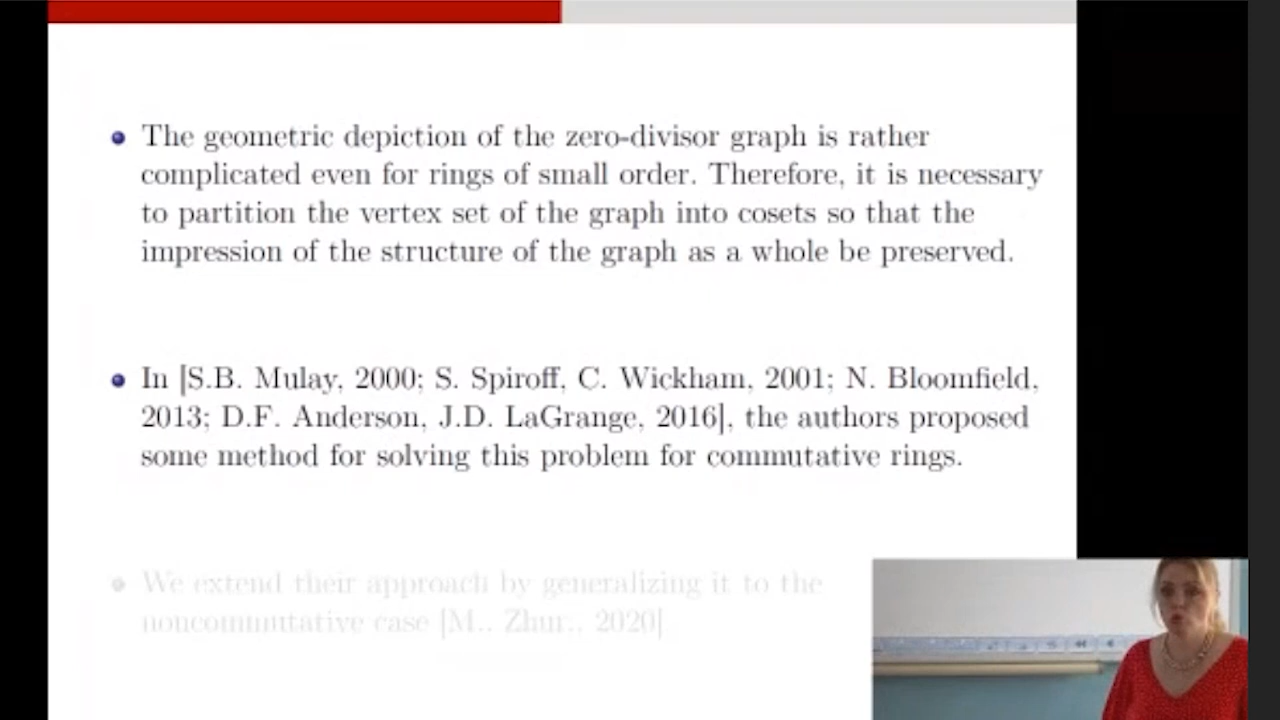 The geometric depiction of the zero-divisor graph is rather
complicated even for rings of small order. Therefore, it is necessary
to partition the vertex set of the graph into cosets so that the
impression of the structure of the graph as a whole be preserved.
In [S.B. Mulay, 2000; S. Spiroff, C. Wickham, 2001; N. Bloomfield,
2013; D.F. Anderson, J.D. LaGrange, 2016], the authors proposed
some method for solving this problem for commutative rings.
We extend their approach by generalizing it to the
noncommutative case [M., Zhur., 2020]